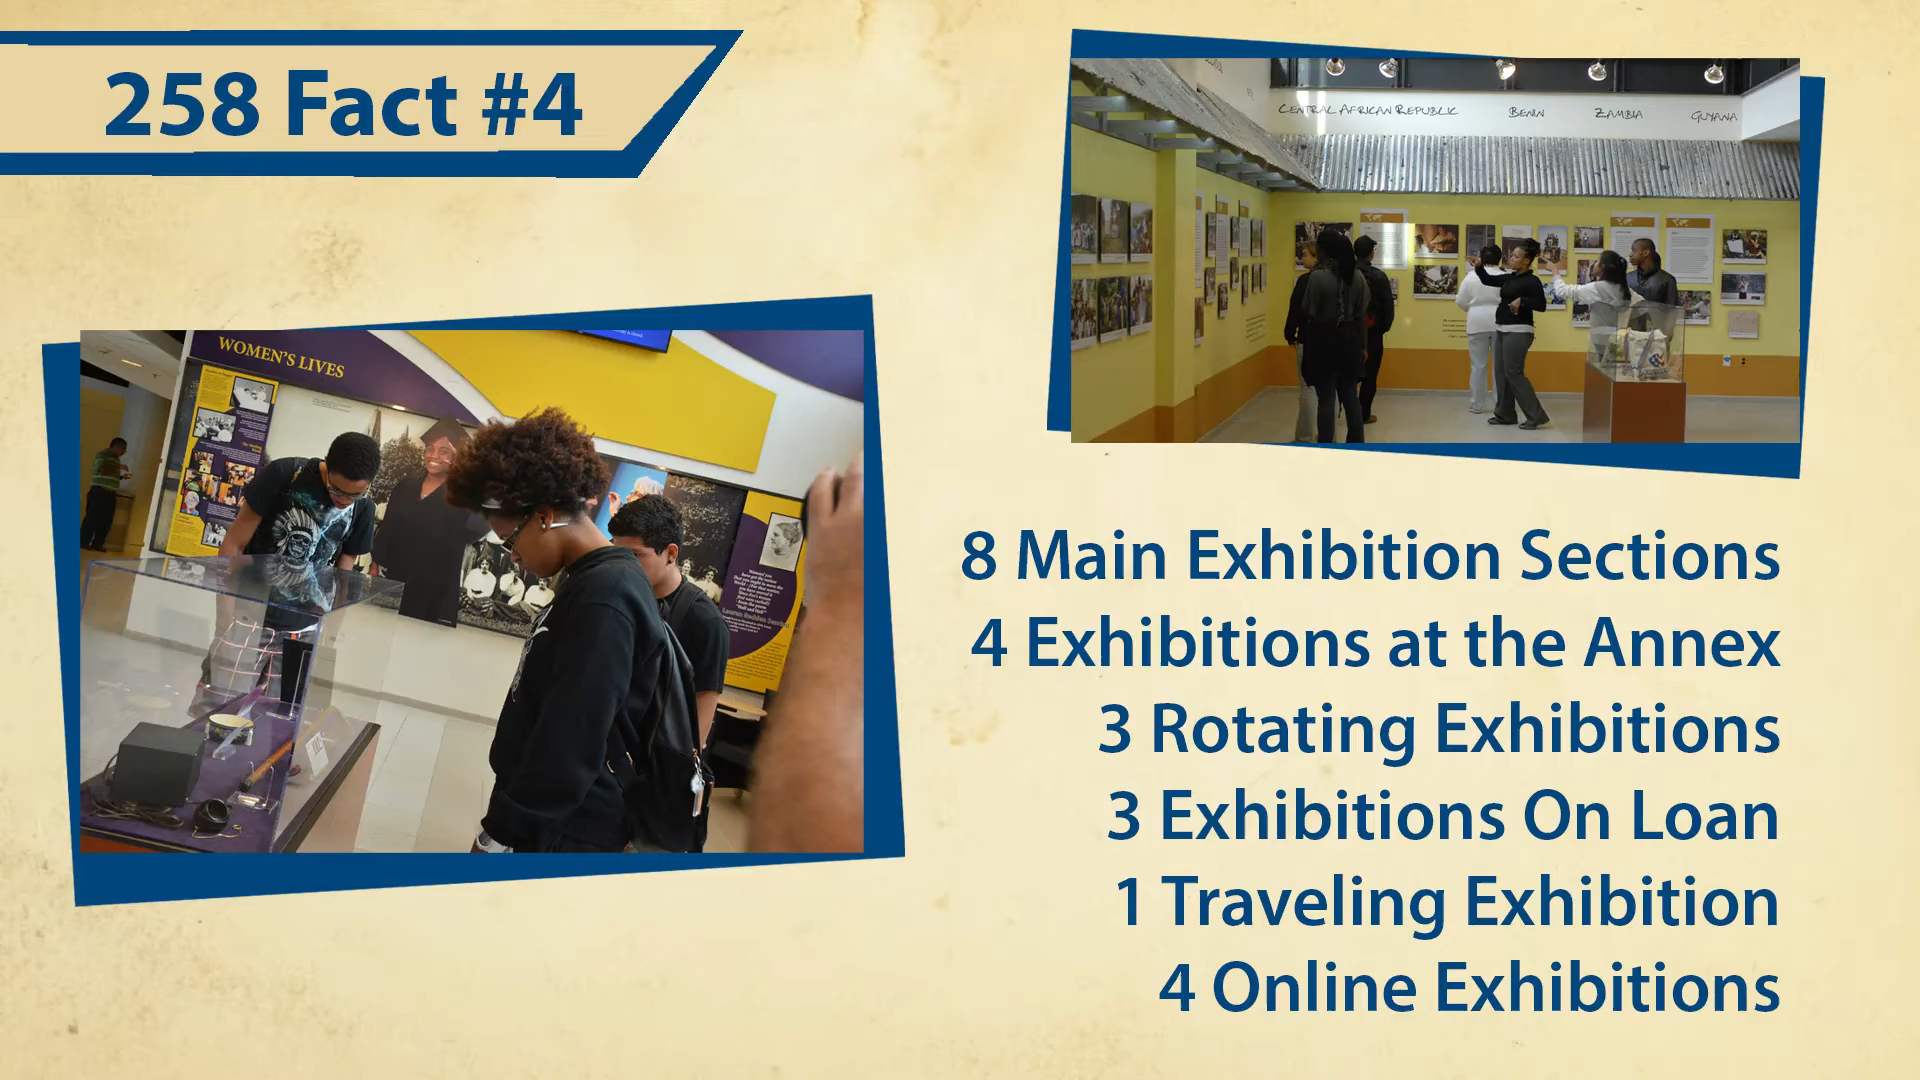 258 Fact #4
CENTRAL AFRICAN REPUBLIC BENIN ZAMBIA GUYANA
WOMEN'S LIVES
8 Main Exhibition Sections
4 Exhibitions at the Annex
3 Rotating Exhibitions
3 Exhibitions On Loan
1 Traveling Exhibition
4 Online Exhibitions